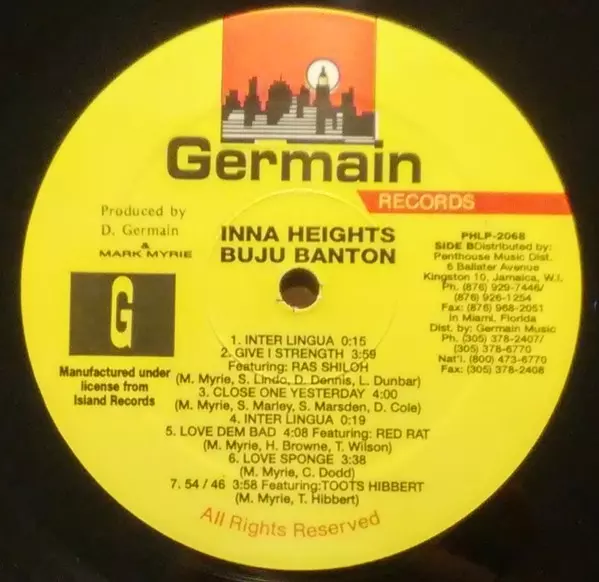 Germain
RECORDS
Produced by
D. Germain
&
MARK MYRIE
INNA HEIGHTS
BUJU BANTON
PHLP-2068
SIDE B Distributed by:
Penthouse Music Dist.
6 Ballater Avenue
Kingston 10, Jamaica, W.I.
Ph. (876) 929-7446/
(876) 926-1254
Fax: (876) 968-2051
In Miami, Florida
Dist. by: Germain Music
Ph. (305) 378-2407/
(305) 378-6770
Nat'l. (800) 473-6770
Fax: (305) 378-2408
G
Manufactured under
license from
Island Records
1. INTER LINGUA 0:15
2. GIVE I STRENGTH 3:59
Featuring: RAS SHILOH
(M. Myrie, S. Lindo, D. Dennis, L. Dunbar)
3. CLOSE ONE YESTERDAY 4:00
(M. Myrie, S. Marley, S. Marsden, D. Cole)
4. INTER LINGUA 0:19
5. LOVE DEM BAD 4:08 Featuring: RED RAT
(M. Myrie, H. Browne, T. Wilson)
6. LOVE SPONGE 3:38
(M. Myrie, C. Dodd)
7. 54 / 46 3:58 Featuring:TOOTS HIBBERT
(M. Myrie, T. Hibbert)
All Rights Reserved